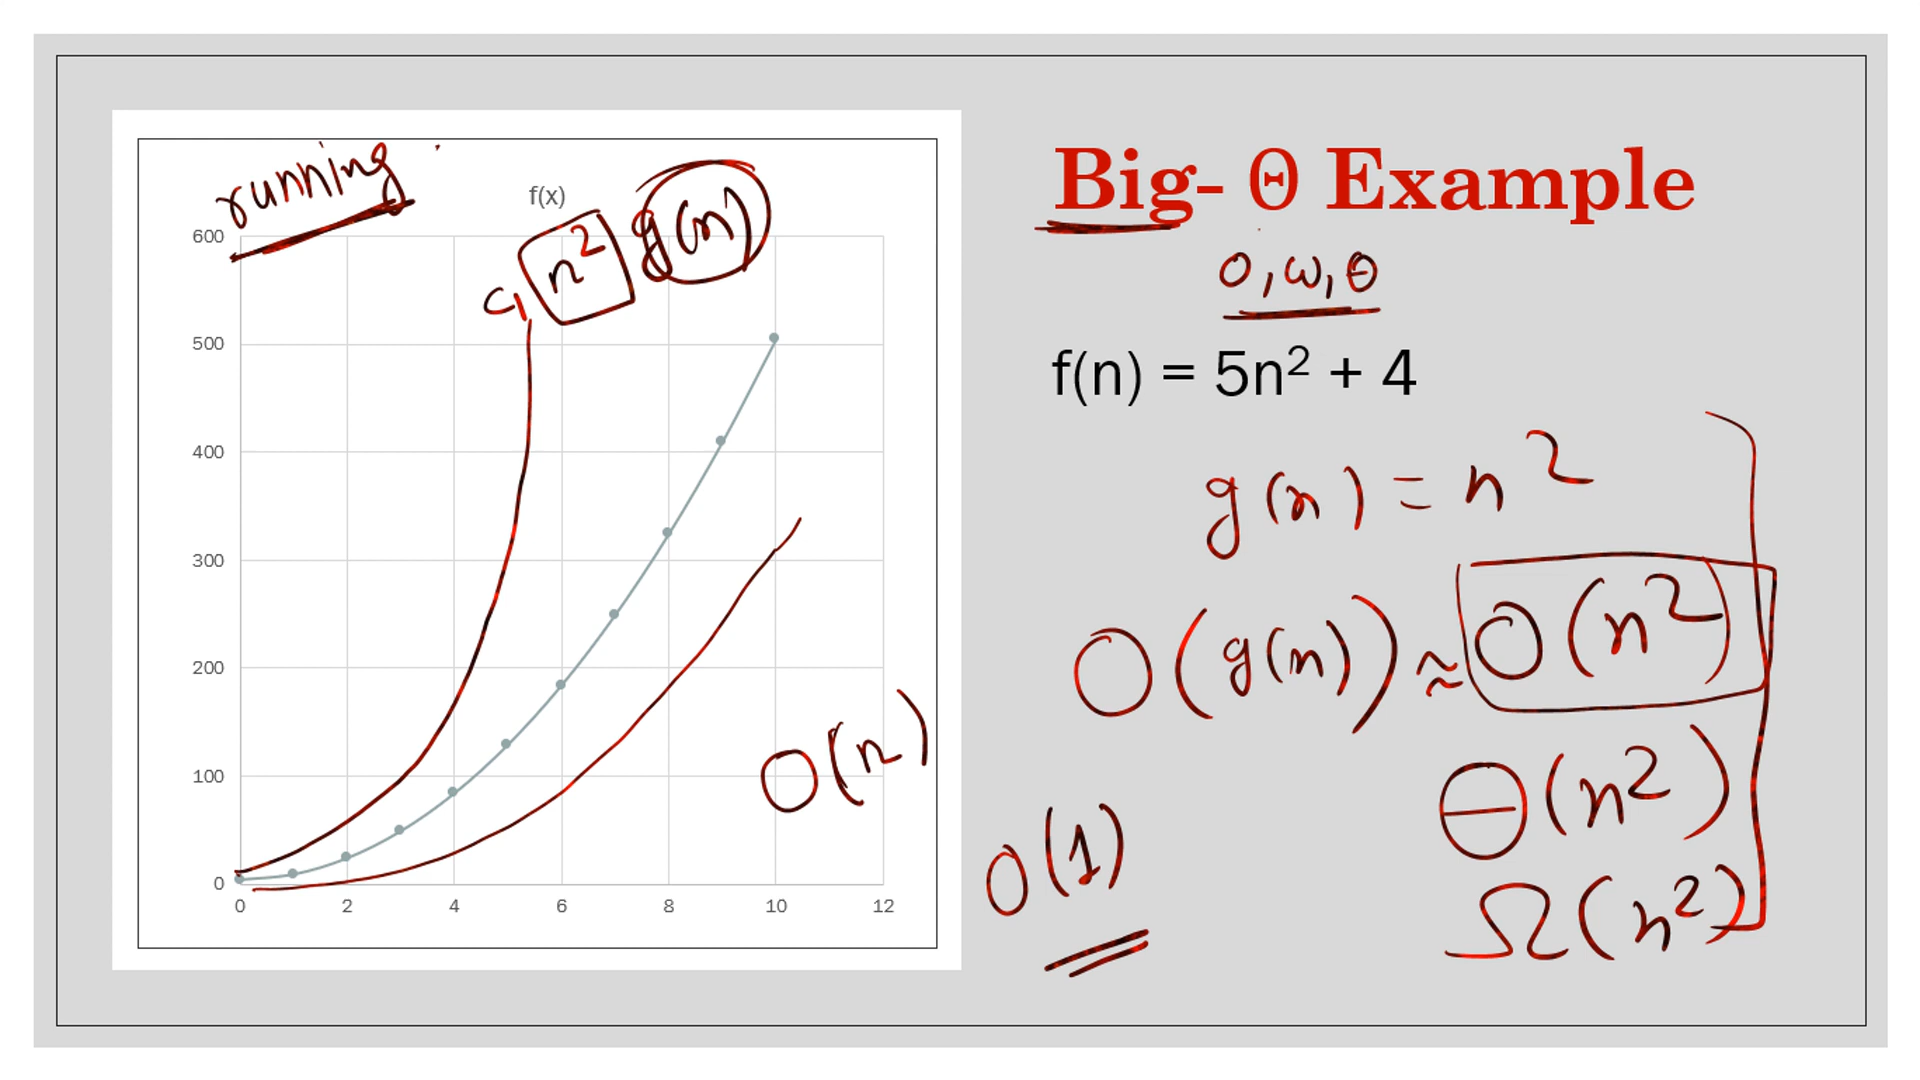 running
f(x)
c₁ n² g(n)
600
500
400
300
200
100
0
0 2 4 6 8 10 12
O(n)
O(1)
Big- Θ Example
O, ω, Θ
f(n) = 5n² + 4
g(n) = n²
O(g(n)) ≈ O(n²)
Θ(n²)
Ω(n²)